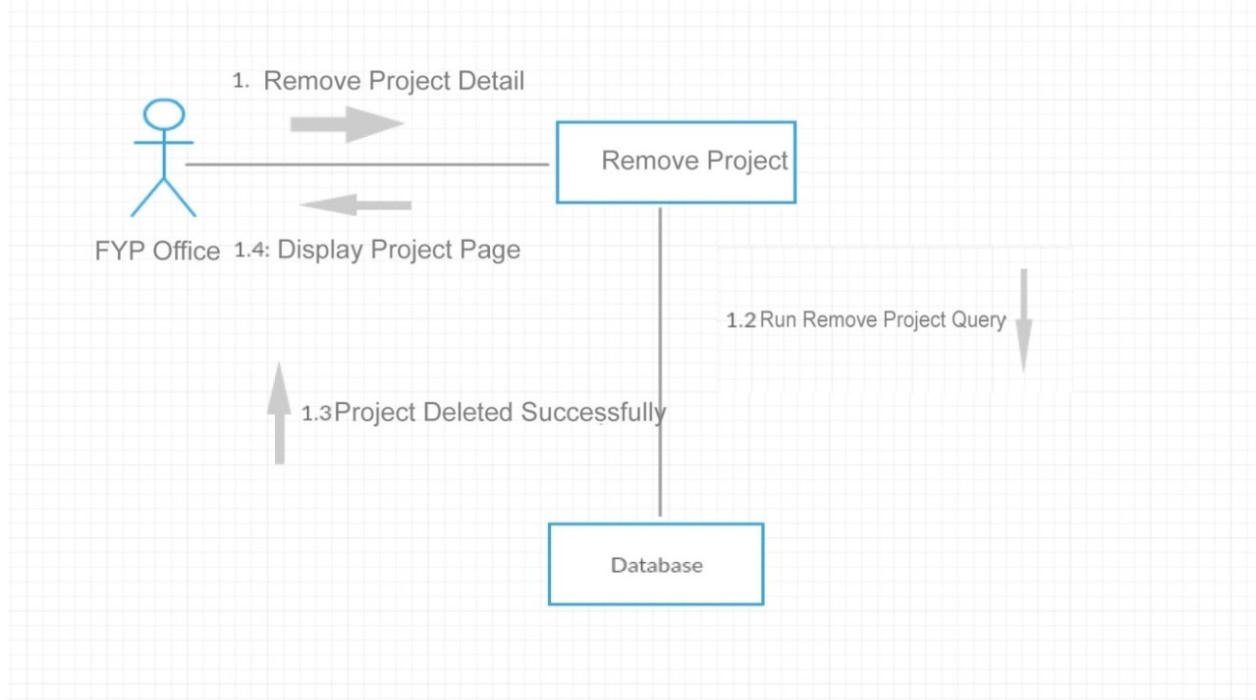 1. Remove Project Detail
Remove Project
FYP Office
1.4: Display Project Page
1.2 Run Remove Project Query
1.3 Project Deleted Successfully
Database